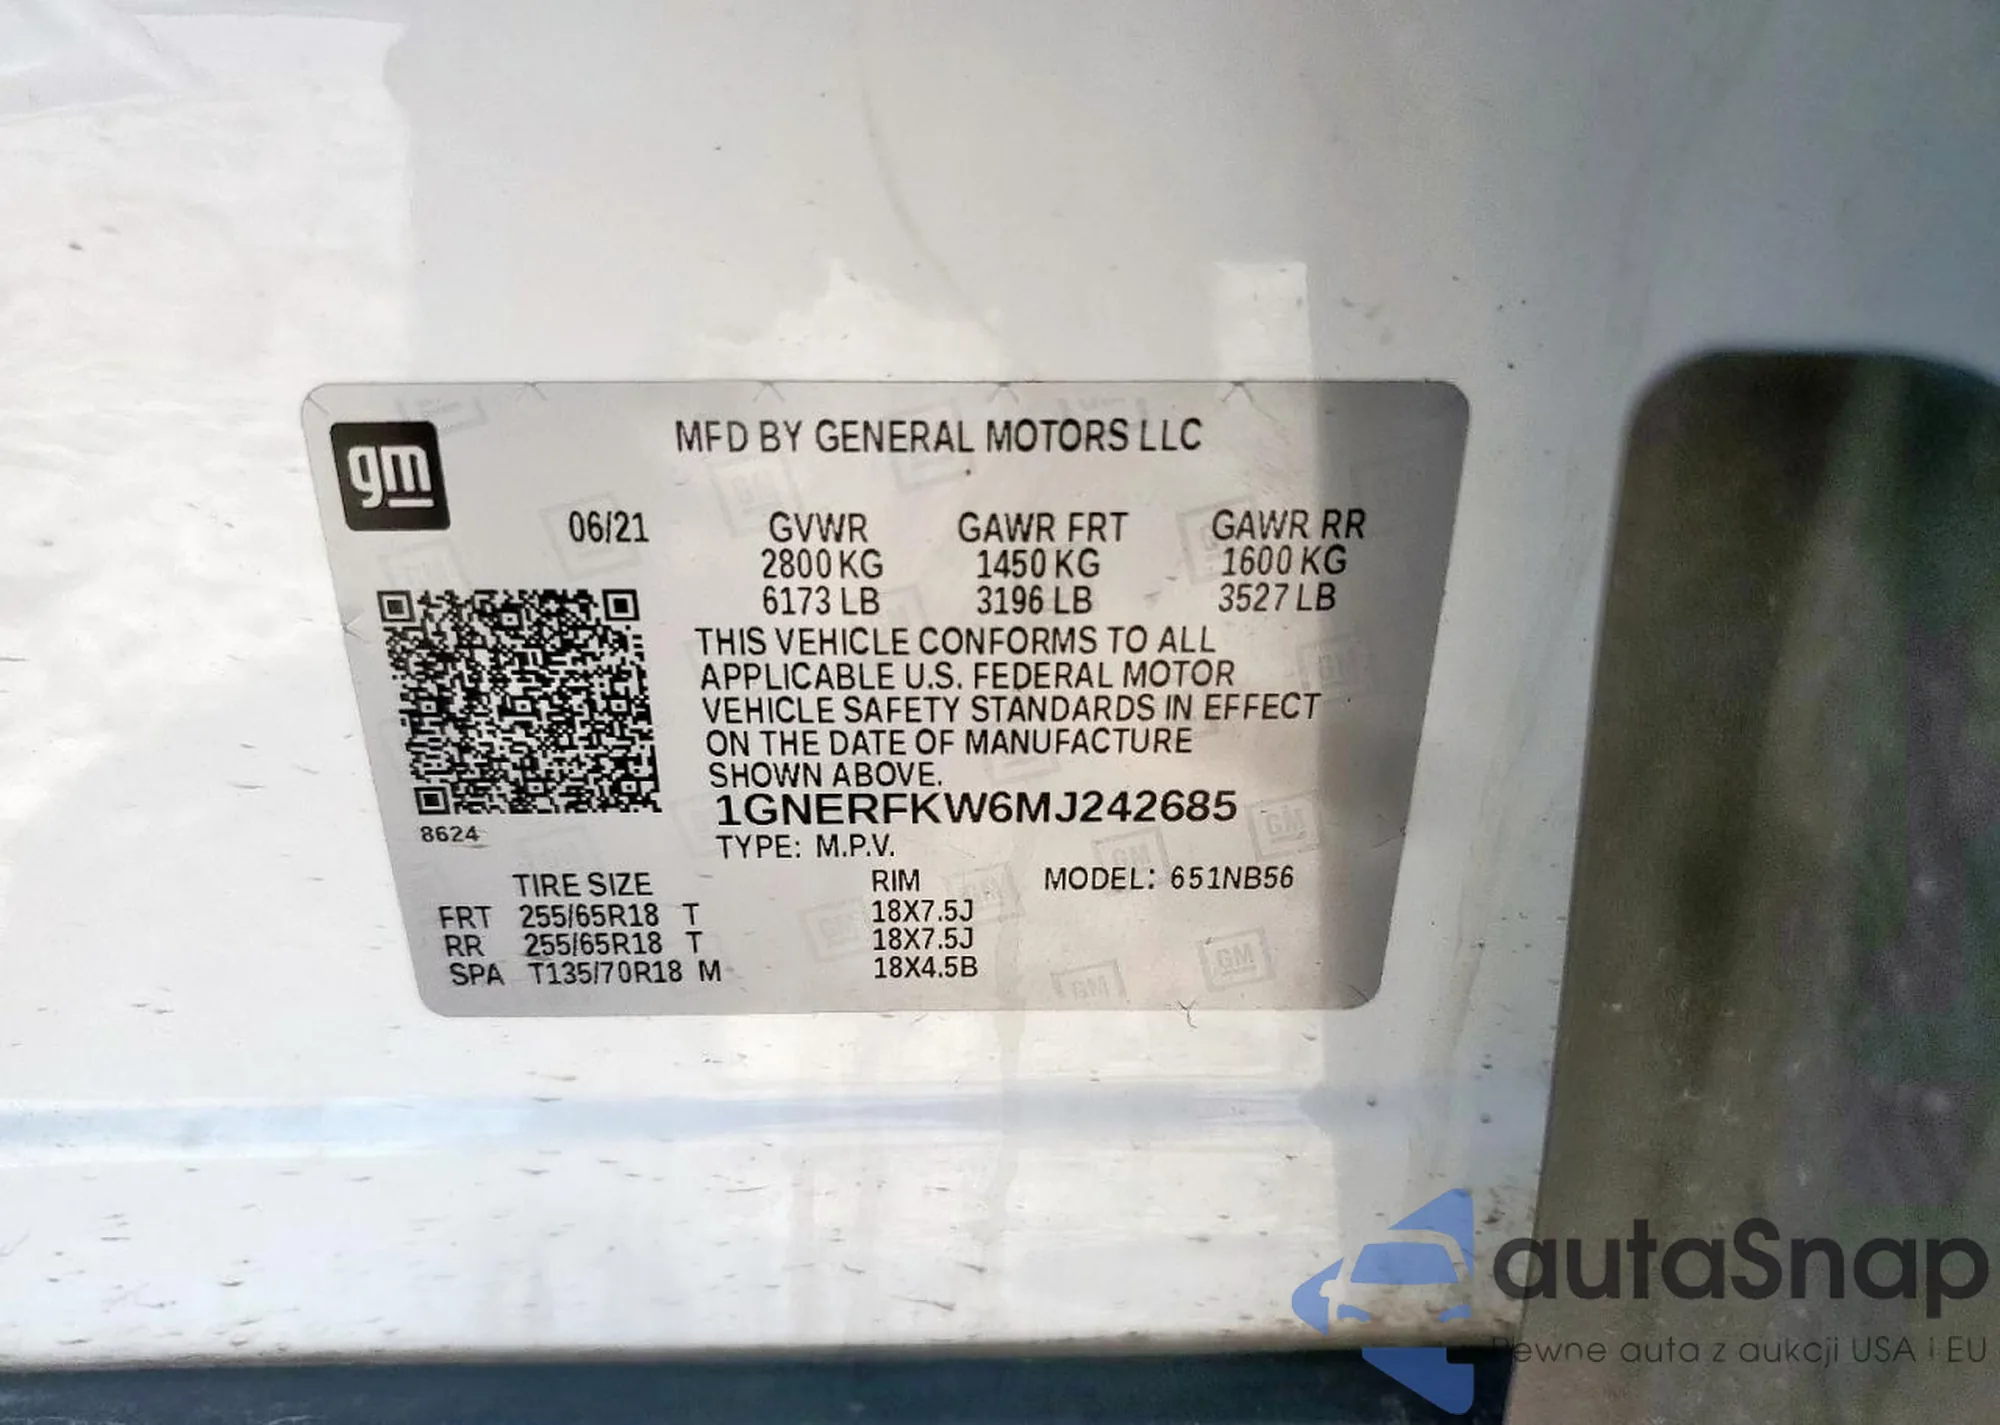 gm
MFD BY GENERAL MOTORS LLC
06/21 GVWR GAWR FRT GAWR RR
2800 KG 1450 KG 1600 KG
6173 LB 3196 LB 3527 LB
THIS VEHICLE CONFORMS TO ALL
APPLICABLE U.S. FEDERAL MOTOR
VEHICLE SAFETY STANDARDS IN EFFECT
ON THE DATE OF MANUFACTURE
SHOWN ABOVE.
1GNERFKW6MJ242685
8624
TYPE: M.P.V.
TIRE SIZE RIM MODEL: 651NB56
FRT 255/65R18 T 18X7.5J
RR 255/65R18 T 18X7.5J
SPA T135/70R18 M 18X4.5B
autaSnap
Pewne auta z aukcji USA i EU